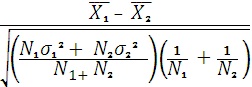 X̅₁ - X̅₂
√((N₁σ₁² + N₂σ₂² / N₁₊ N₂)(1/N₁ + 1/N₂))